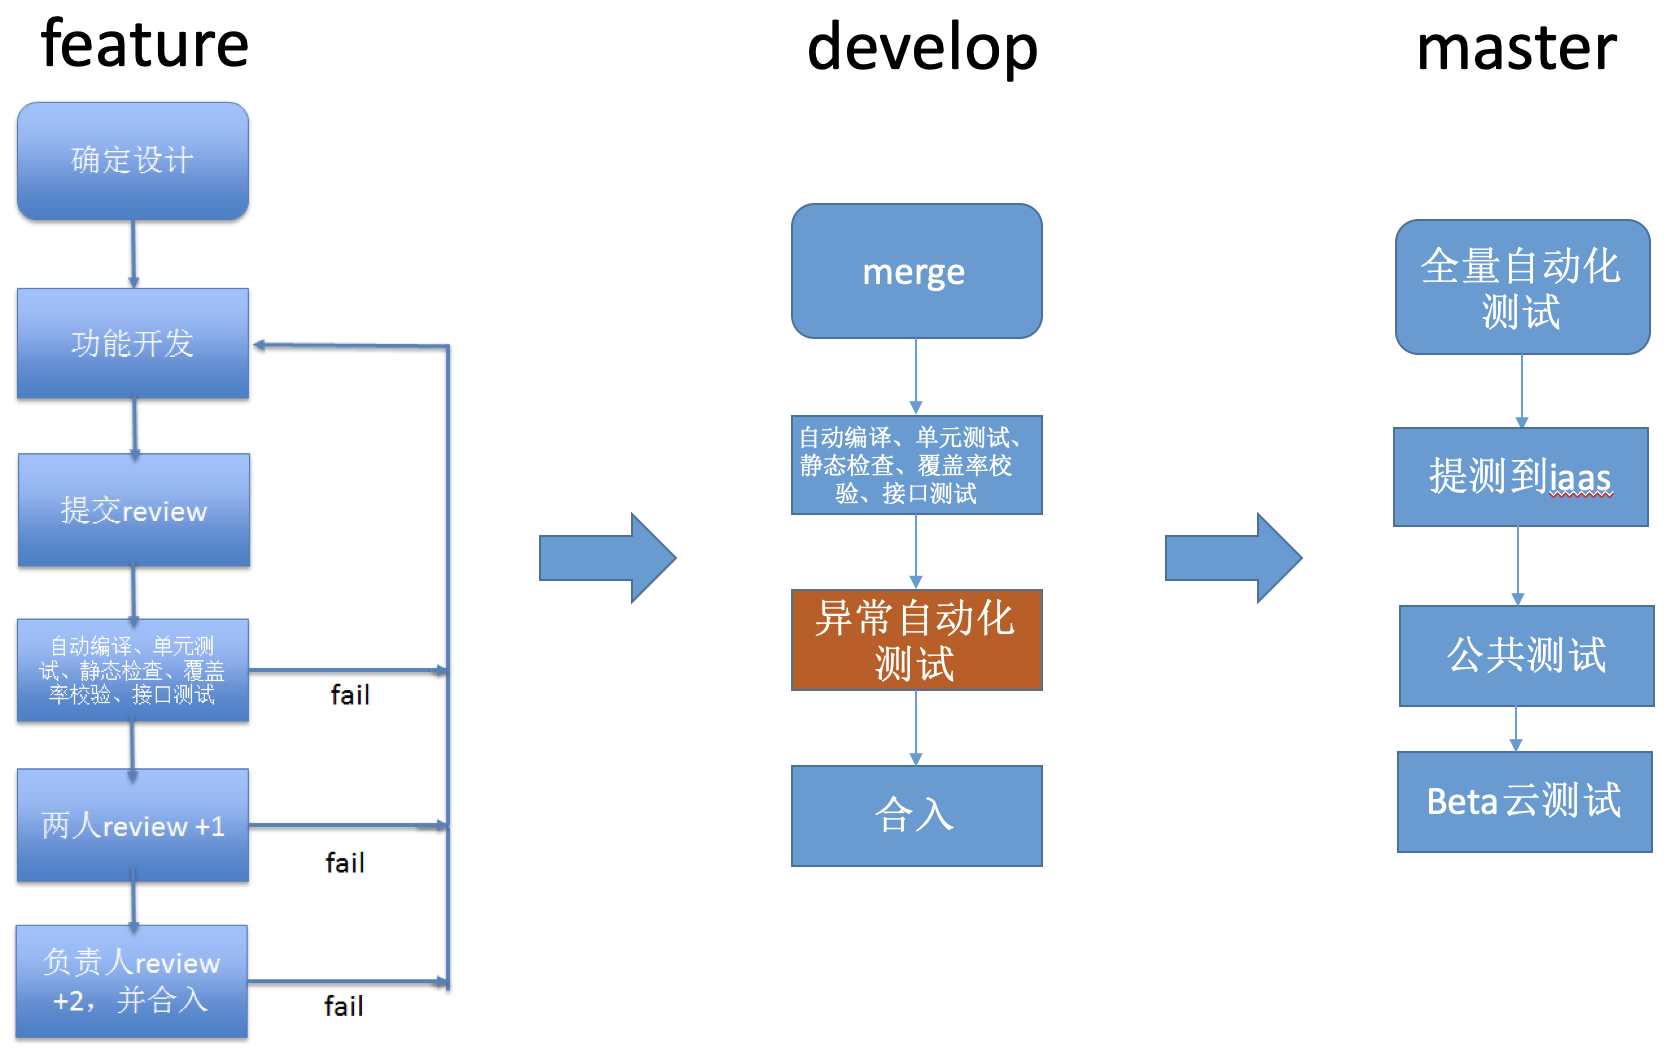 feature
确定设计
功能开发
提交review
自动编译、单元测
试、静态检查、覆盖
率校验、接口测试
fail
两人review +1
fail
负责人review
+2，并合入
fail
develop
merge
自动编译、单元测试、
静态检查、覆盖率校
验、接口测试
异常自动化
测试
合入
master
全量自动化
测试
提测到iaas
公共测试
Beta云测试